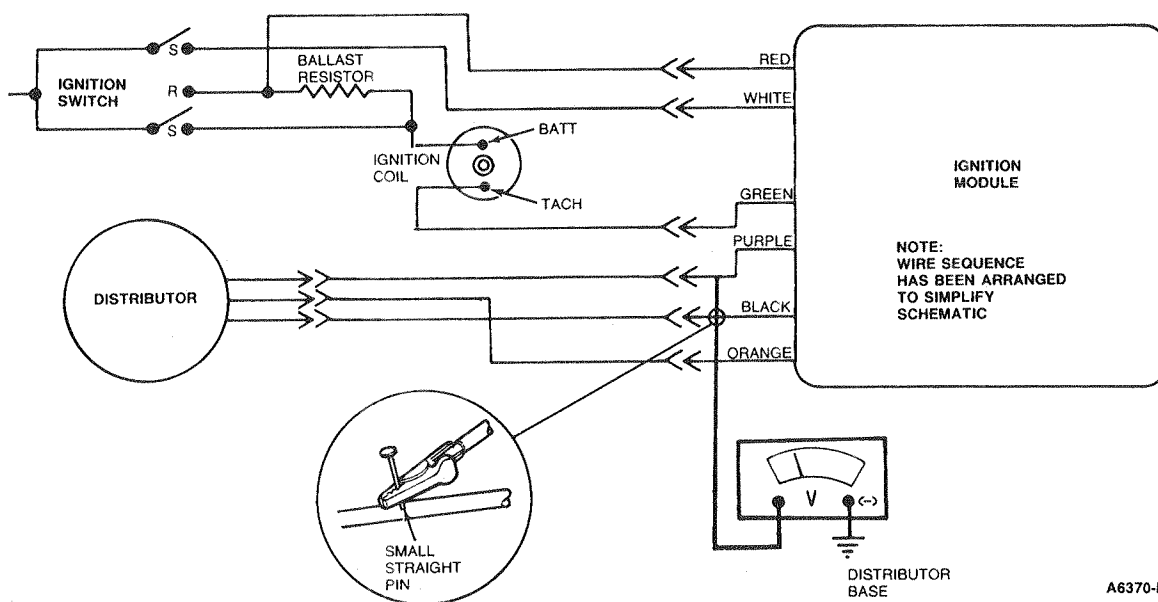 S
IGNITION
SWITCH
R
S
BALLAST
RESISTOR
RED
WHITE
BATT
IGNITION
COIL
TACH
GREEN
PURPLE
BLACK
ORANGE
IGNITION
MODULE
NOTE:
WIRE SEQUENCE
HAS BEEN ARRANGED
TO SIMPLIFY
SCHEMATIC
DISTRIBUTOR
SMALL
STRAIGHT
PIN
V
(-)
DISTRIBUTOR
BASE